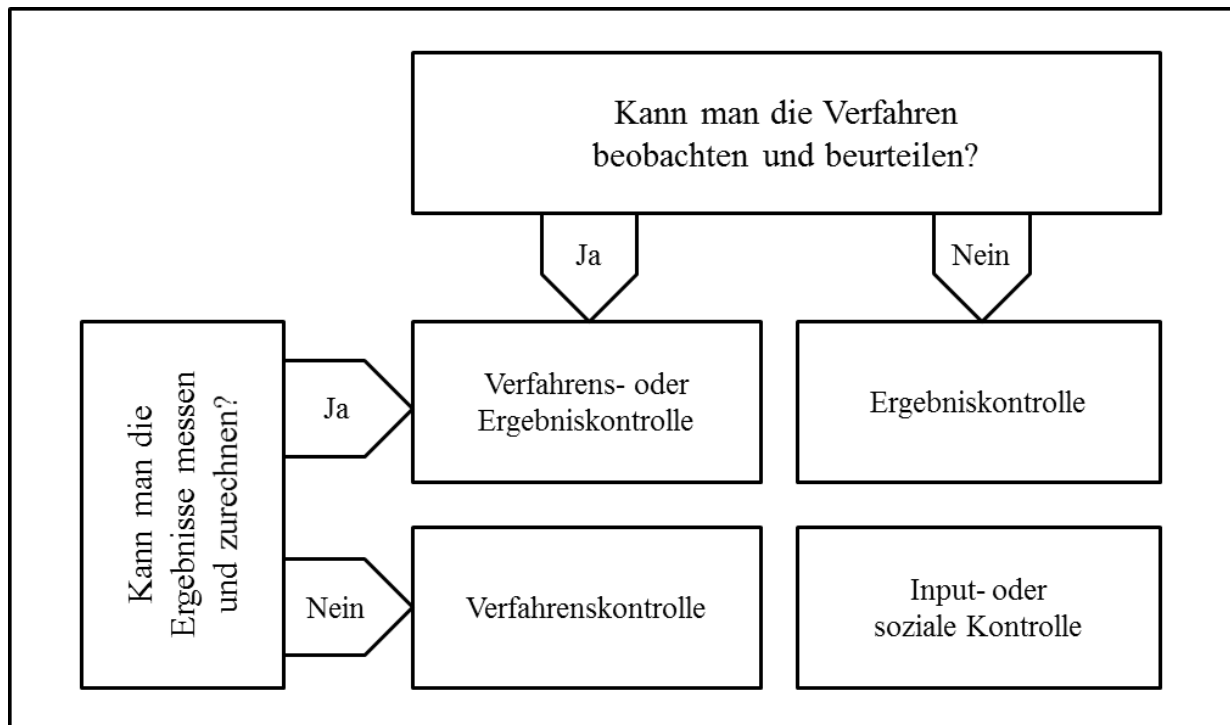 Kann man die Verfahren
beobachten und beurteilen?
Ja
Nein
Kann man die
Ergebnisse messen
und zurechnen?
Ja
Verfahrens- oder
Ergebniskontrolle
Ergebniskontrolle
Nein
Verfahrenskontrolle
Input- oder
soziale Kontrolle